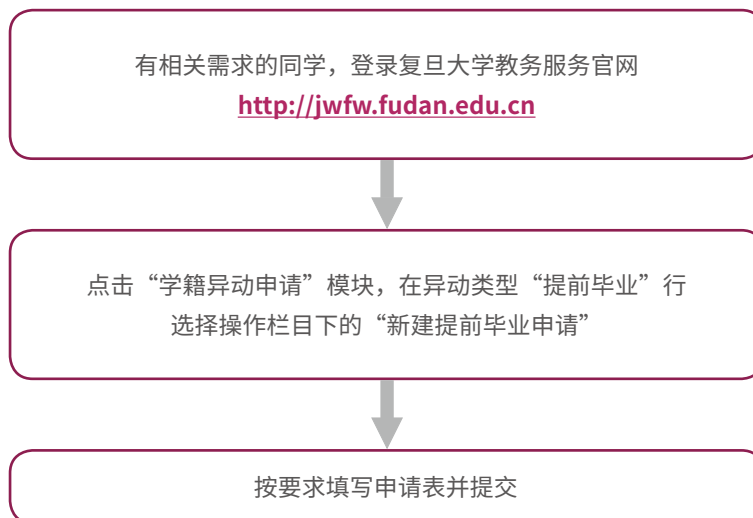 有相关需求的同学，登录复旦大学教务服务官网
http://jwfw.fudan.edu.cn
点击“学籍异动申请”模块，在异动类型“提前毕业”行
选择操作栏目下的“新建提前毕业申请”
按要求填写申请表并提交